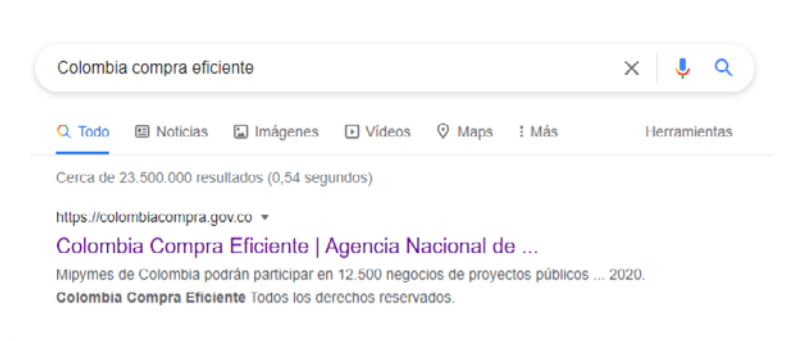 Colombia compra eficiente
Todo Noticias Imágenes Vídeos Maps Más Herramientas
Cerca de 23.500.000 resultados (0,54 segundos)
https://colombiacompra.gov.co
Colombia Compra Eficiente | Agencia Nacional de ...
Mipymes de Colombia podrán participar en 12.500 negocios de proyectos públicos ... 2020.
Colombia Compra Eficiente Todos los derechos reservados.